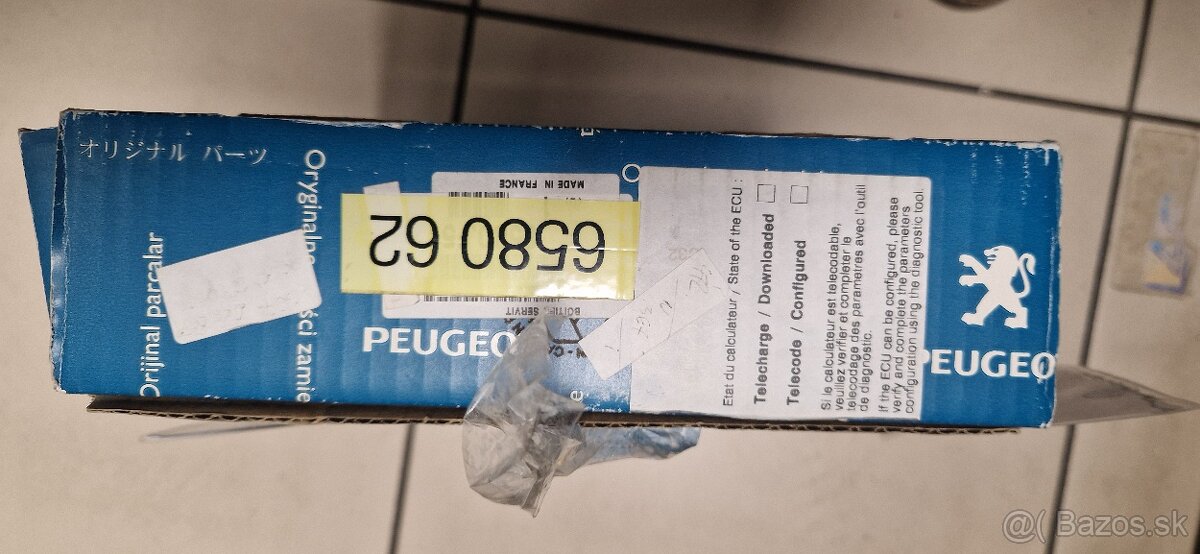 オリジナル パーツ
Orijinal parçalar
Oryginalne
ści zamie
MADE IN FRANCE
6580 62
BOITIE SERVIT
PEUGEO
Etat du calculateur / State of the ECU :
Telecharge / Downloaded
Telecode / Configured
Si le calculateur est telecodable,
veuillez verifier et completer le
telecodage des parametres avec l'outil
de diagnostic.
If the ECU can be configured, please
verify and complete the parameters
configuration using the diagnostic tool.
PEUGEO
@( Bazos.sk